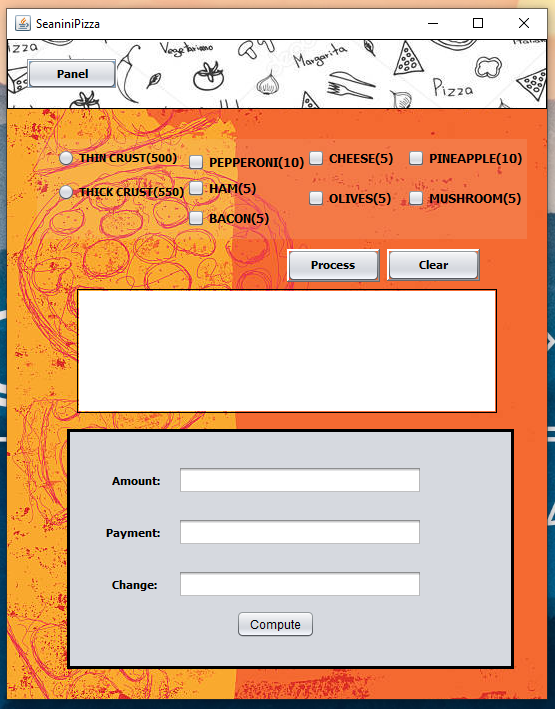 SeaniniPizza
Pizza
Vegetariano
Margarita
Pizza
Panel
THIN CRUST(500)
PEPPERONI(10)
CHEESE(5)
PINEAPPLE(10)
THICK CRUST(550)
HAM(5)
OLIVES(5)
MUSHROOM(5)
BACON(5)
Process
Clear
Amount:
Payment:
Change:
Compute